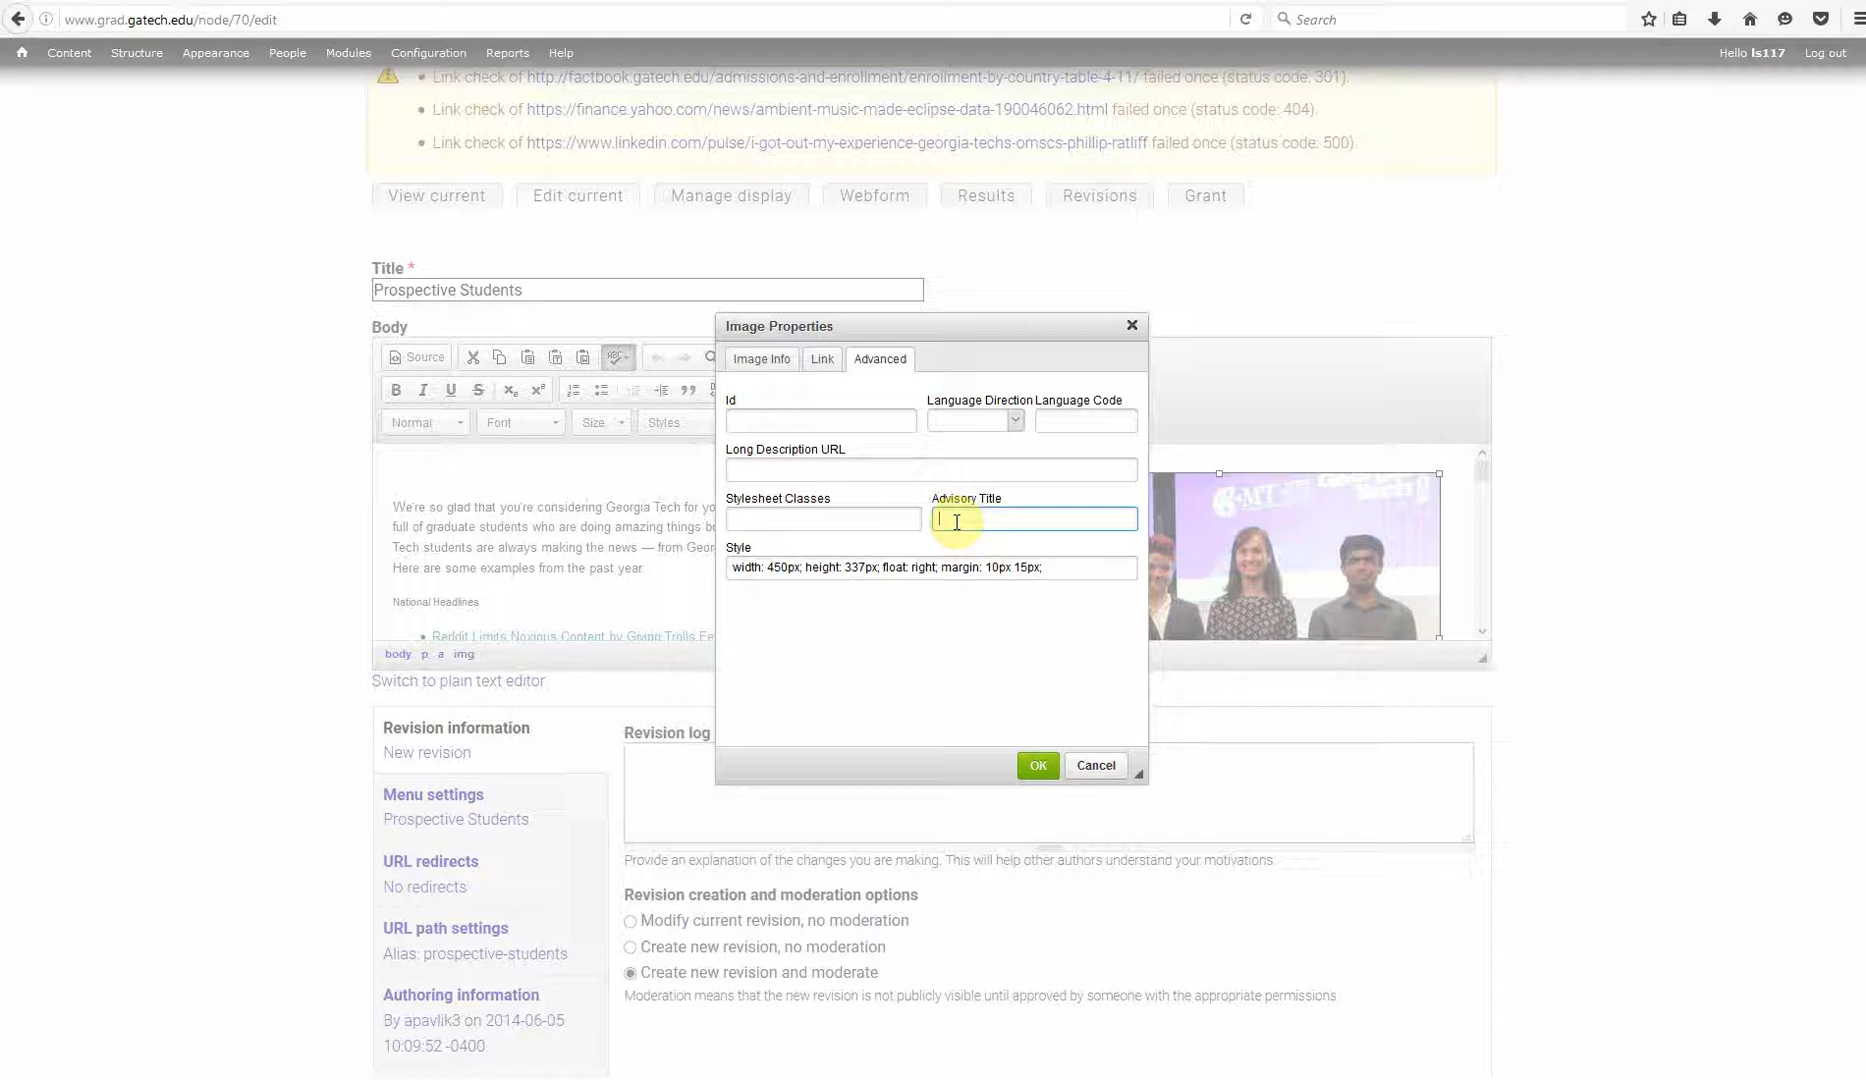 www.grad.gatech.edu/node/70/edit
Search
Content Structure Appearance People Modules Configuration Reports Help
Hello ls117 Log out
Link check of http://factbook.gatech.edu/admissions-and-enrollment/enrollment-by-country-table-4-11/ failed once (status code: 301).
Link check of https://finance.yahoo.com/news/ambient-music-made-eclipse-data-190046062.html failed once (status code: 404).
Link check of https://www.linkedin.com/pulse/i-got-out-my-experience-georgia-techs-omscs-phillip-ratliff failed once (status code: 500).
View current Edit current Manage display Webform Results Revisions Grant
Title *
Prospective Students
Body
Source
ABC
B I U S x₂ x²
Normal Font Size Styles
We're so glad that you're considering Georgia Tech for yo
full of graduate students who are doing amazing things bo
Tech students are always making the news — from Geor
Here are some examples from the past year.
National Headlines
Reddit Limits Noxious Content by Giving Trolls Fe
body p a img
Switch to plain text editor
Image Properties
Image Info Link Advanced
Id Language Direction Language Code
Long Description URL
Stylesheet Classes Advisory Title
Style
width: 450px; height: 337px; float: right; margin: 10px 15px;
OK Cancel
Revision information
New revision
Menu settings
Prospective Students
URL redirects
No redirects
URL path settings
Alias: prospective-students
Authoring information
By apavlik3 on 2014-06-05
10:09:52 -0400
Revision log
Provide an explanation of the changes you are making. This will help other authors understand your motivations.
Revision creation and moderation options
Modify current revision, no moderation
Create new revision, no moderation
Create new revision and moderate
Moderation means that the new revision is not publicly visible until approved by someone with the appropriate permissions.